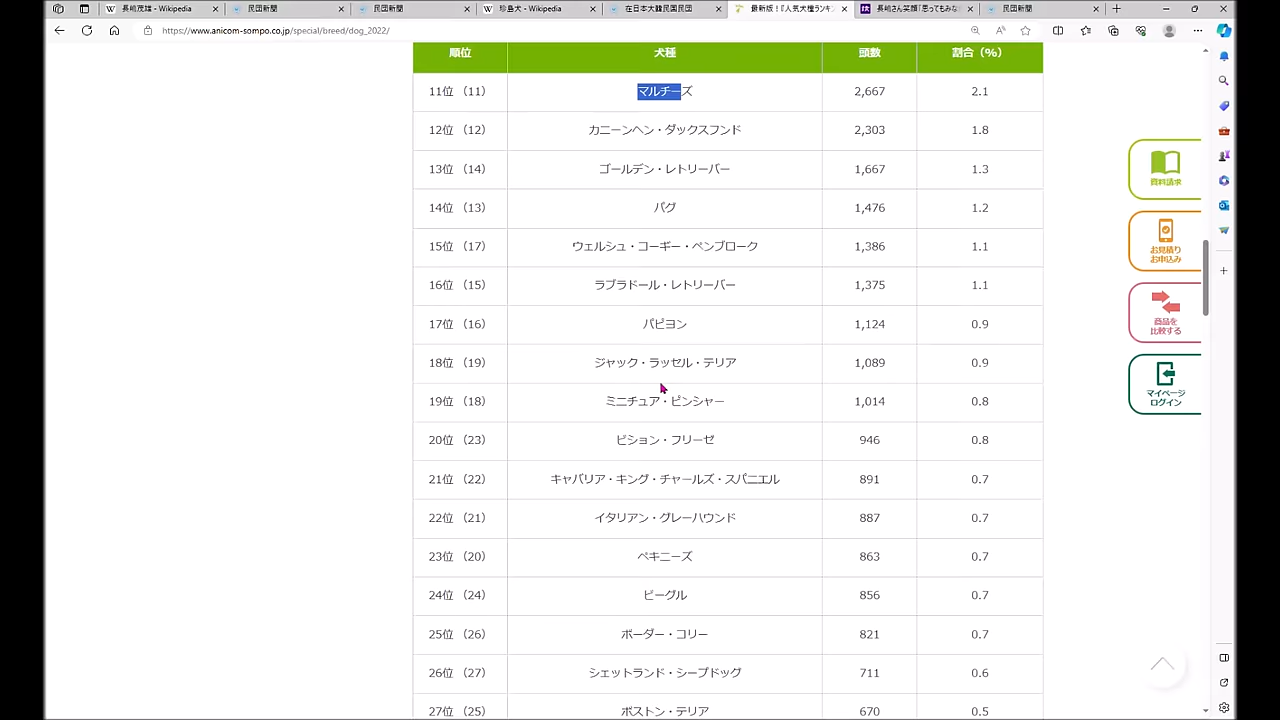 長嶋茂雄 - Wikipedia
民団新聞
民団新聞
珍島犬 - Wikipedia
在日本大韓民国民団
最新版!『人気犬種ランキン
長嶋さん笑顔「思ってもみな
民団新聞
https://www.anicom-sompo.co.jp/special/breed/dog_2022/
順位 犬種 頭数 割合（%）
11位 （11） マルチーズ 2,667 2.1
12位 （12） カニーンヘン・ダックスフンド 2,303 1.8
13位 （14） ゴールデン・レトリーバー 1,667 1.3
14位 （13） パグ 1,476 1.2
15位 （17） ウェルシュ・コーギー・ペンブローク 1,386 1.1
16位 （15） ラブラドール・レトリーバー 1,375 1.1
17位 （16） パピヨン 1,124 0.9
18位 （19） ジャック・ラッセル・テリア 1,089 0.9
19位 （18） ミニチュア・ピンシャー 1,014 0.8
20位 （23） ビション・フリーゼ 946 0.8
21位 （22） キャバリア・キング・チャールズ・スパニエル 891 0.7
22位 （21） イタリアン・グレーハウンド 887 0.7
23位 （20） ペキニーズ 863 0.7
24位 （24） ビーグル 856 0.7
25位 （26） ボーダー・コリー 821 0.7
26位 （27） シェットランド・シープドッグ 711 0.6
27位 （25） ボストン・テリア 670 0.5
資料請求
お見積り
お申込み
商品を
比較する
マイページ
ログイン